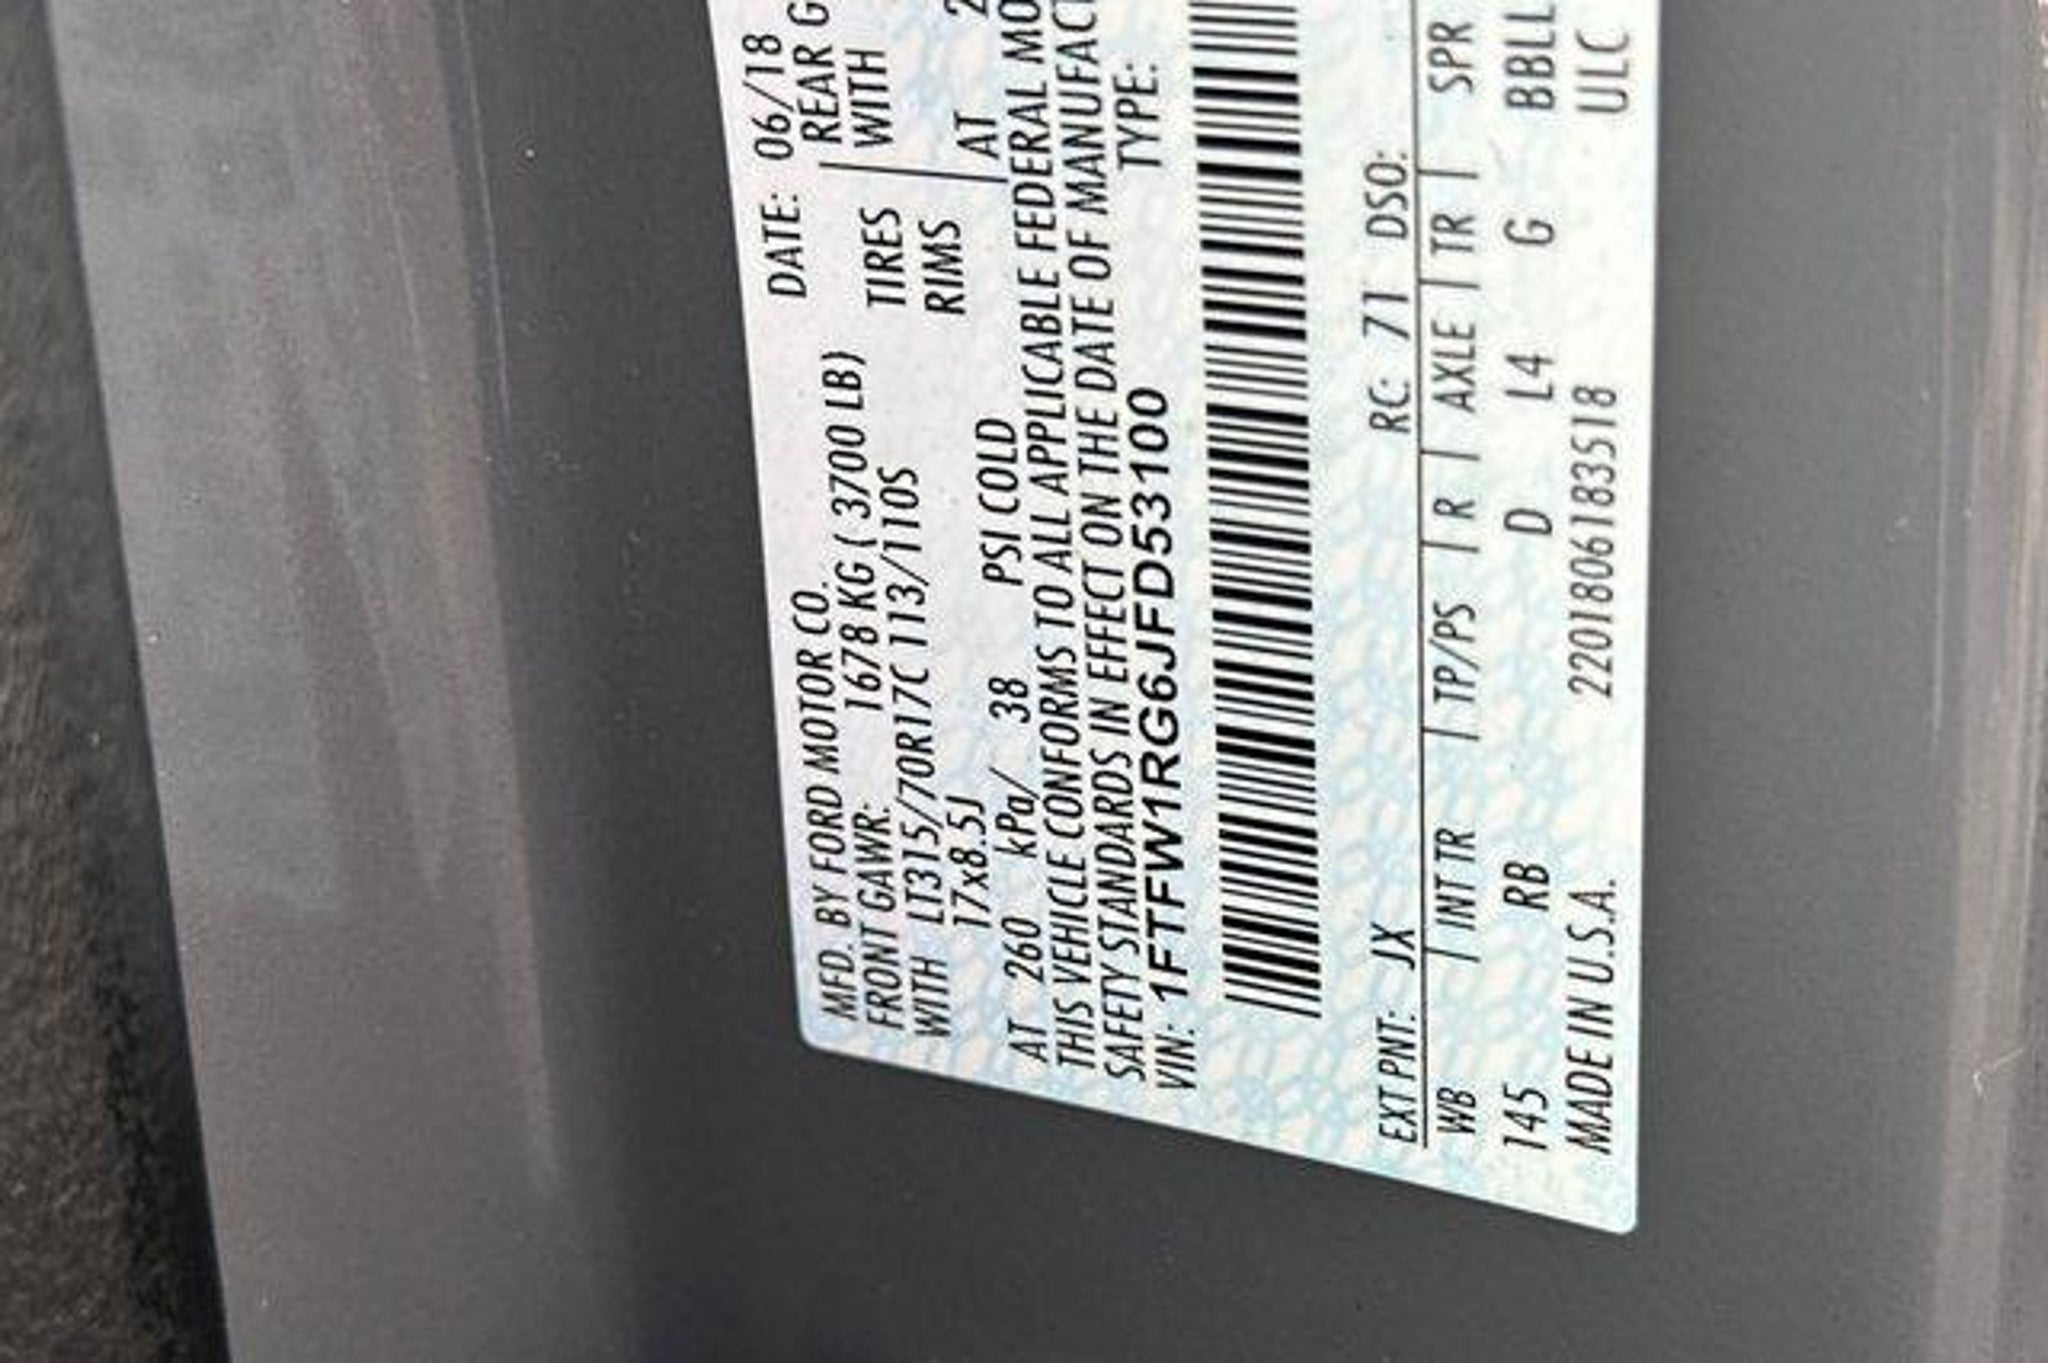 MFD. BY FORD MOTOR CO. DATE: 06/18
FRONT GAWR: 1678 KG ( 3700 LB) REAR G
WITH LT315/70R17C 113/110S TIRES WITH
17x8.5J RIMS
AT 260 kPa/ 38 PSI COLD AT 2
THIS VEHICLE CONFORMS TO ALL APPLICABLE FEDERAL MO
SAFETY STANDARDS IN EFFECT ON THE DATE OF MANUFACT
VIN: 1FTFW1RG6JFD53100 TYPE:
EXT PNT: JX RC: 71 DSO:
WB | INT TR | TP/PS | R | AXLE | TR | SPR
145 RB D L4 G BBLL
MADE IN U.S.A. 2201806183518 ULC